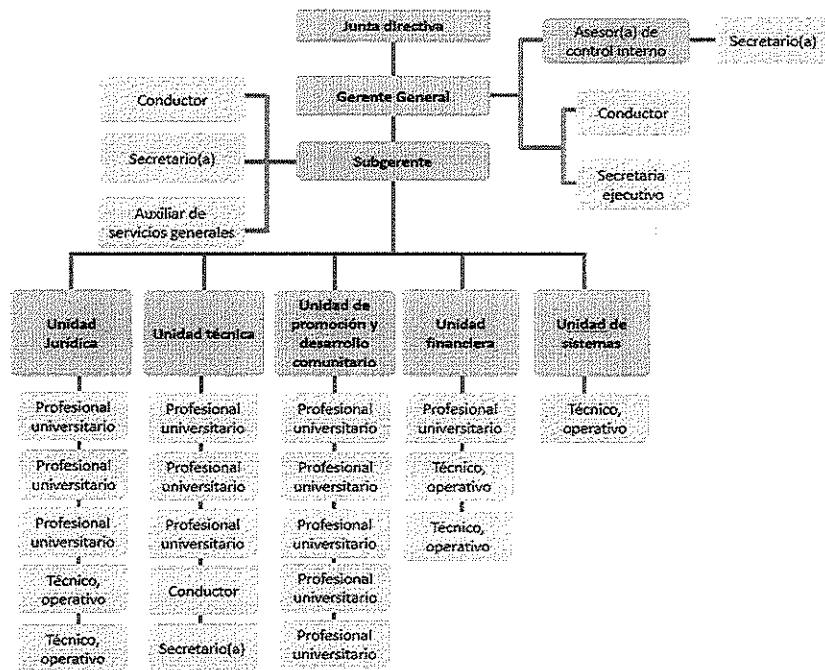 Junta directiva
Asesor(a) de
control interno
Secretario(a)
Gerente General
Conductor
Conductor
Secretario(a)
Subgerente
Secretaria
ejecutivo
Auxiliar de
servicios generales
Unidad
Jurídica
Unidad técnica
Unidad de
promoción y
desarrollo
comunitario
Unidad
financiera
Unidad de
sistemas
Profesional
universitario
Profesional
universitario
Profesional
universitario
Profesional
universitario
Técnico,
operativo
Profesional
universitario
Profesional
universitario
Profesional
universitario
Técnico,
operativo
Profesional
universitario
Profesional
universitario
Profesional
universitario
Técnico,
operativo
Técnico,
operativo
Conductor
Profesional
universitario
Técnico,
operativo
Secretario(a)
Profesional
universitario